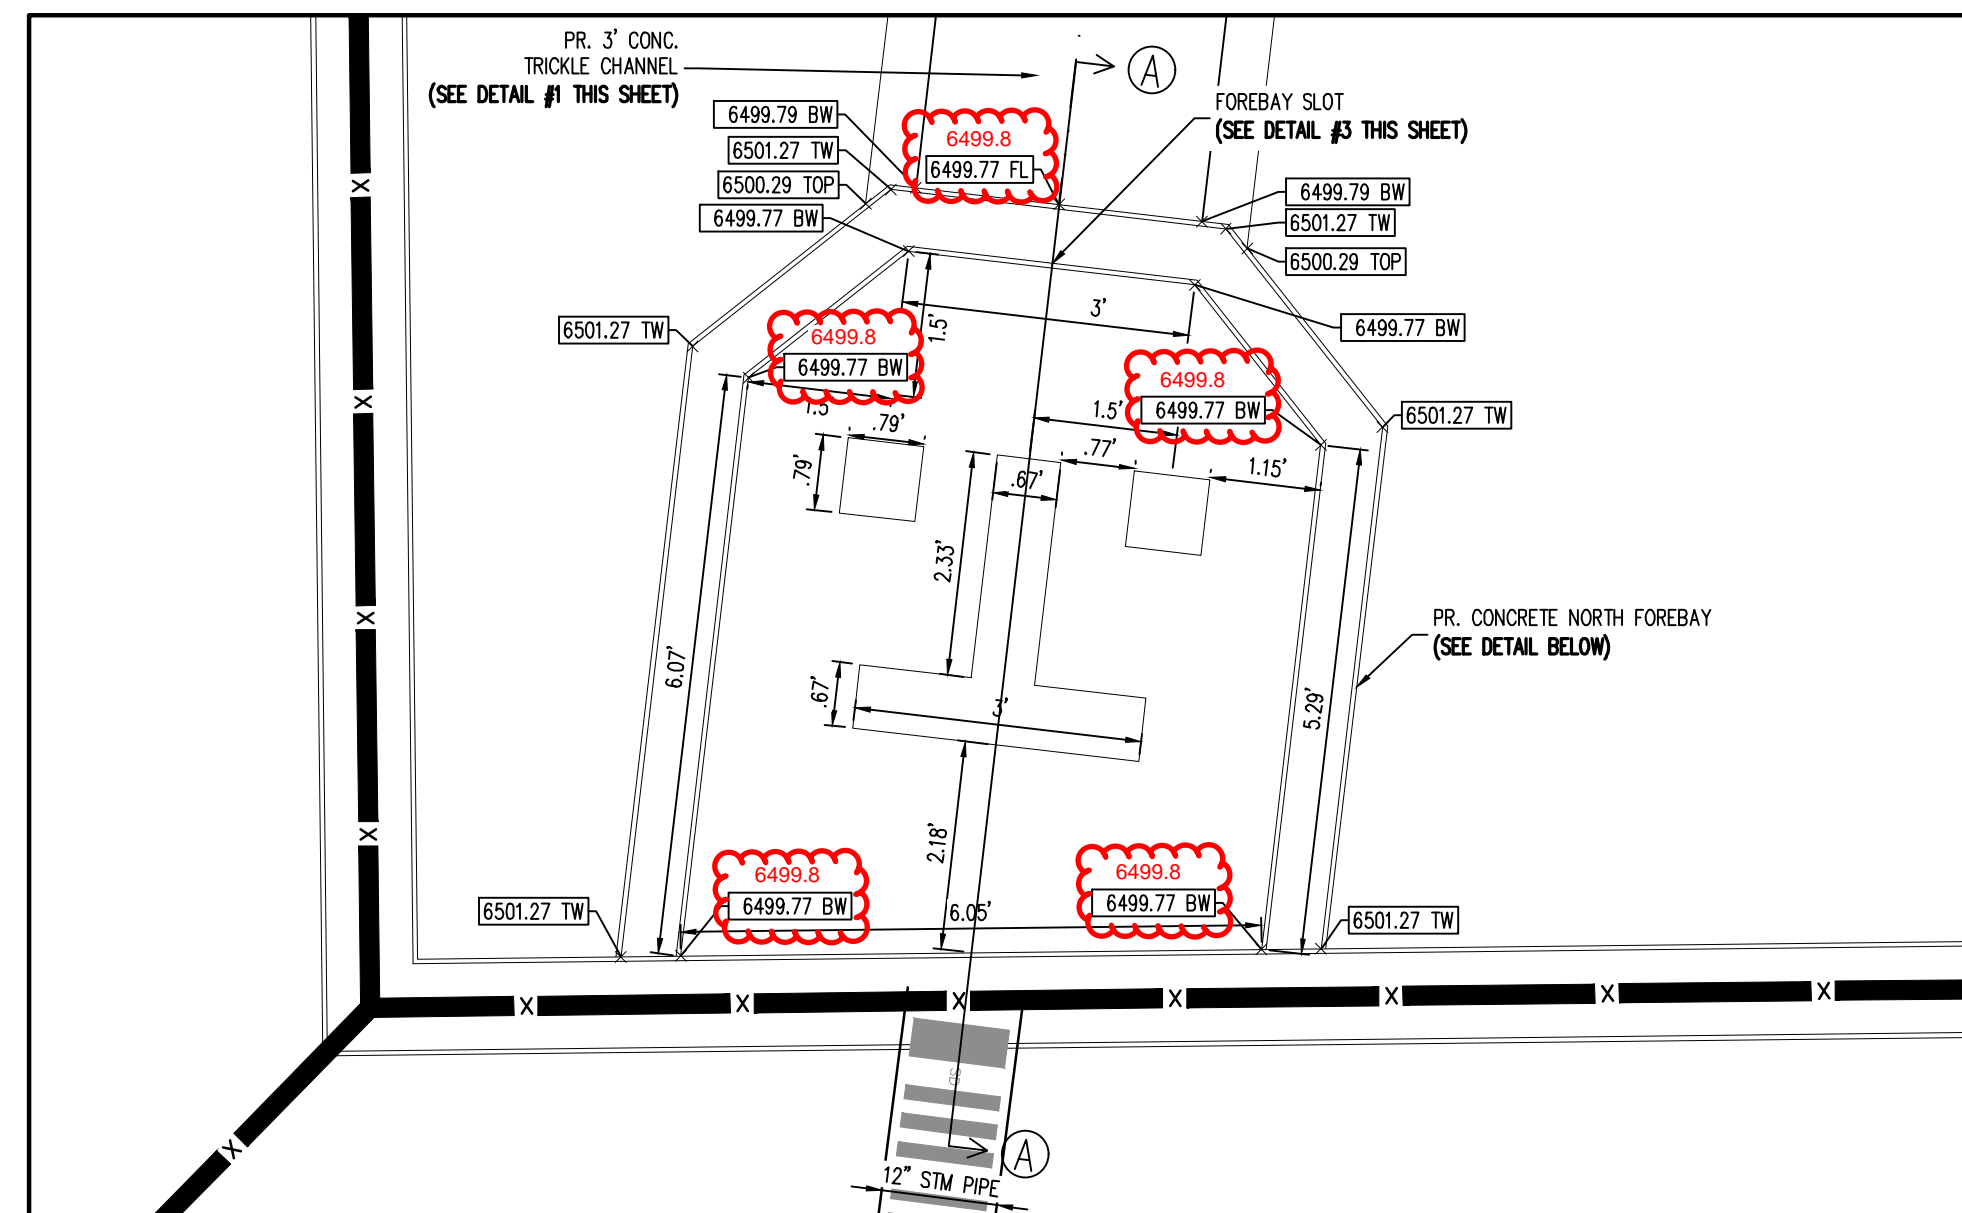 PR. 3' CONC.
TRICKLE CHANNEL
(SEE DETAIL #1 THIS SHEET)
A
FOREBAY SLOT
(SEE DETAIL #3 THIS SHEET)
6499.79 BW
6501.27 TW
6500.29 TOP
6499.77 BW
6499.8
6499.77 FL
6499.79 BW
6501.27 TW
6500.29 TOP
6499.77 BW
6501.27 TW
6499.8
6499.77 BW
1.5'
3'
1.5
.79'
.79'
6499.8
6499.77 BW
1.5'
6501.27 TW
.77'
1.15'
.67'
2.33'
PR. CONCRETE NORTH FOREBAY
(SEE DETAIL BELOW)
6.07'
.67'
3'
5.29'
2.18'
6499.8
6499.77 BW
6499.8
6499.77 BW
6.05'
6501.27 TW
6501.27 TW
X
X
X
X
X
X
X
X
X
X
X
X
SD
A
12" STM PIPE